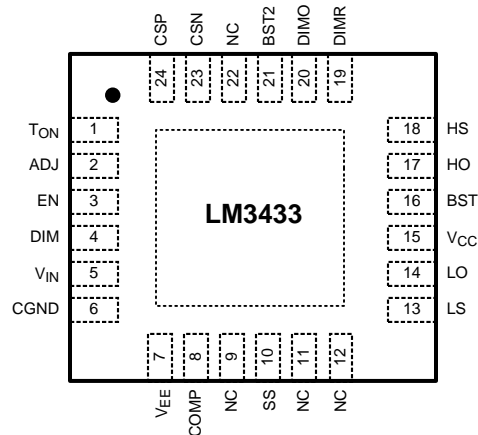 CSP CSN NC BST2 DIMO DIMR
24 23 22 21 20 19
TON 1 18 HS
ADJ 2 17 HO
EN 3 16 BST
DIM 4 15 VCC
VIN 5 14 LO
CGND 6 13 LS
LM3433
7 8 9 10 11 12
VEE COMP NC SS NC NC